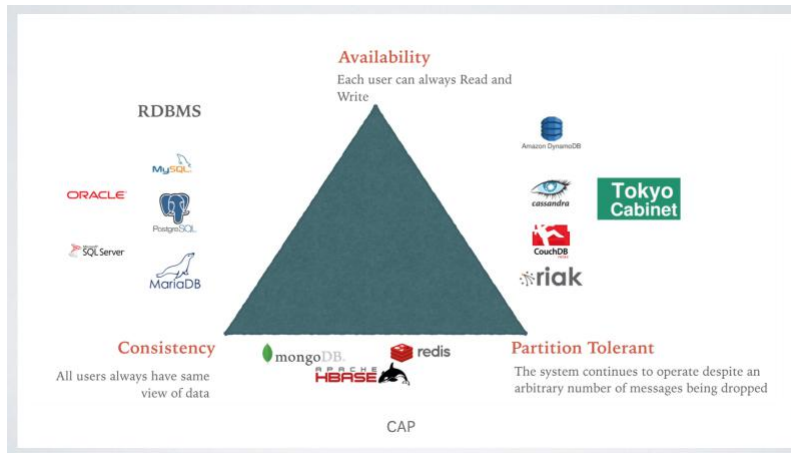 Availability
Each user can always Read and
Write
RDBMS
MySQL
ORACLE
PostgreSQL
Microsoft
SQL Server
MariaDB
Amazon DynamoDB
cassandra
Tokyo
Cabinet
CouchDB
riak
Consistency
All users always have same
view of data
mongoDB.
redis
APACHE
HBASE
Partition Tolerant
The system continues to operate despite an
arbitrary number of messages being dropped
CAP